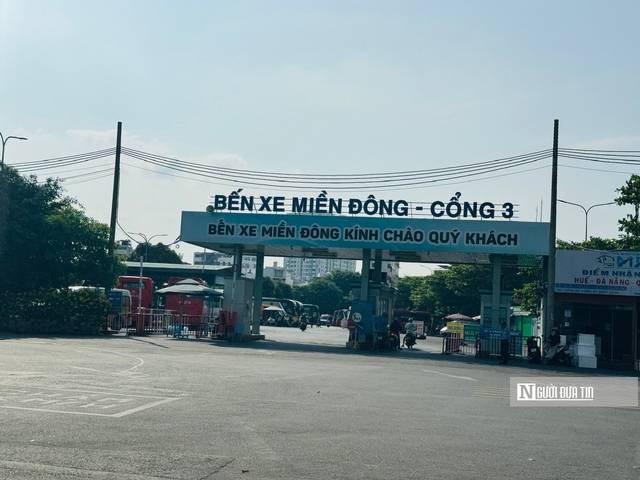 BẾN XE MIỀN ĐÔNG - CỔNG 3
BẾN XE MIỀN ĐÔNG KÍNH CHÀO QUÝ KHÁCH
ĐIỂM NHẬN
HUẾ - ĐÀ NẴNG - Q
NGƯỜI ĐƯA TIN